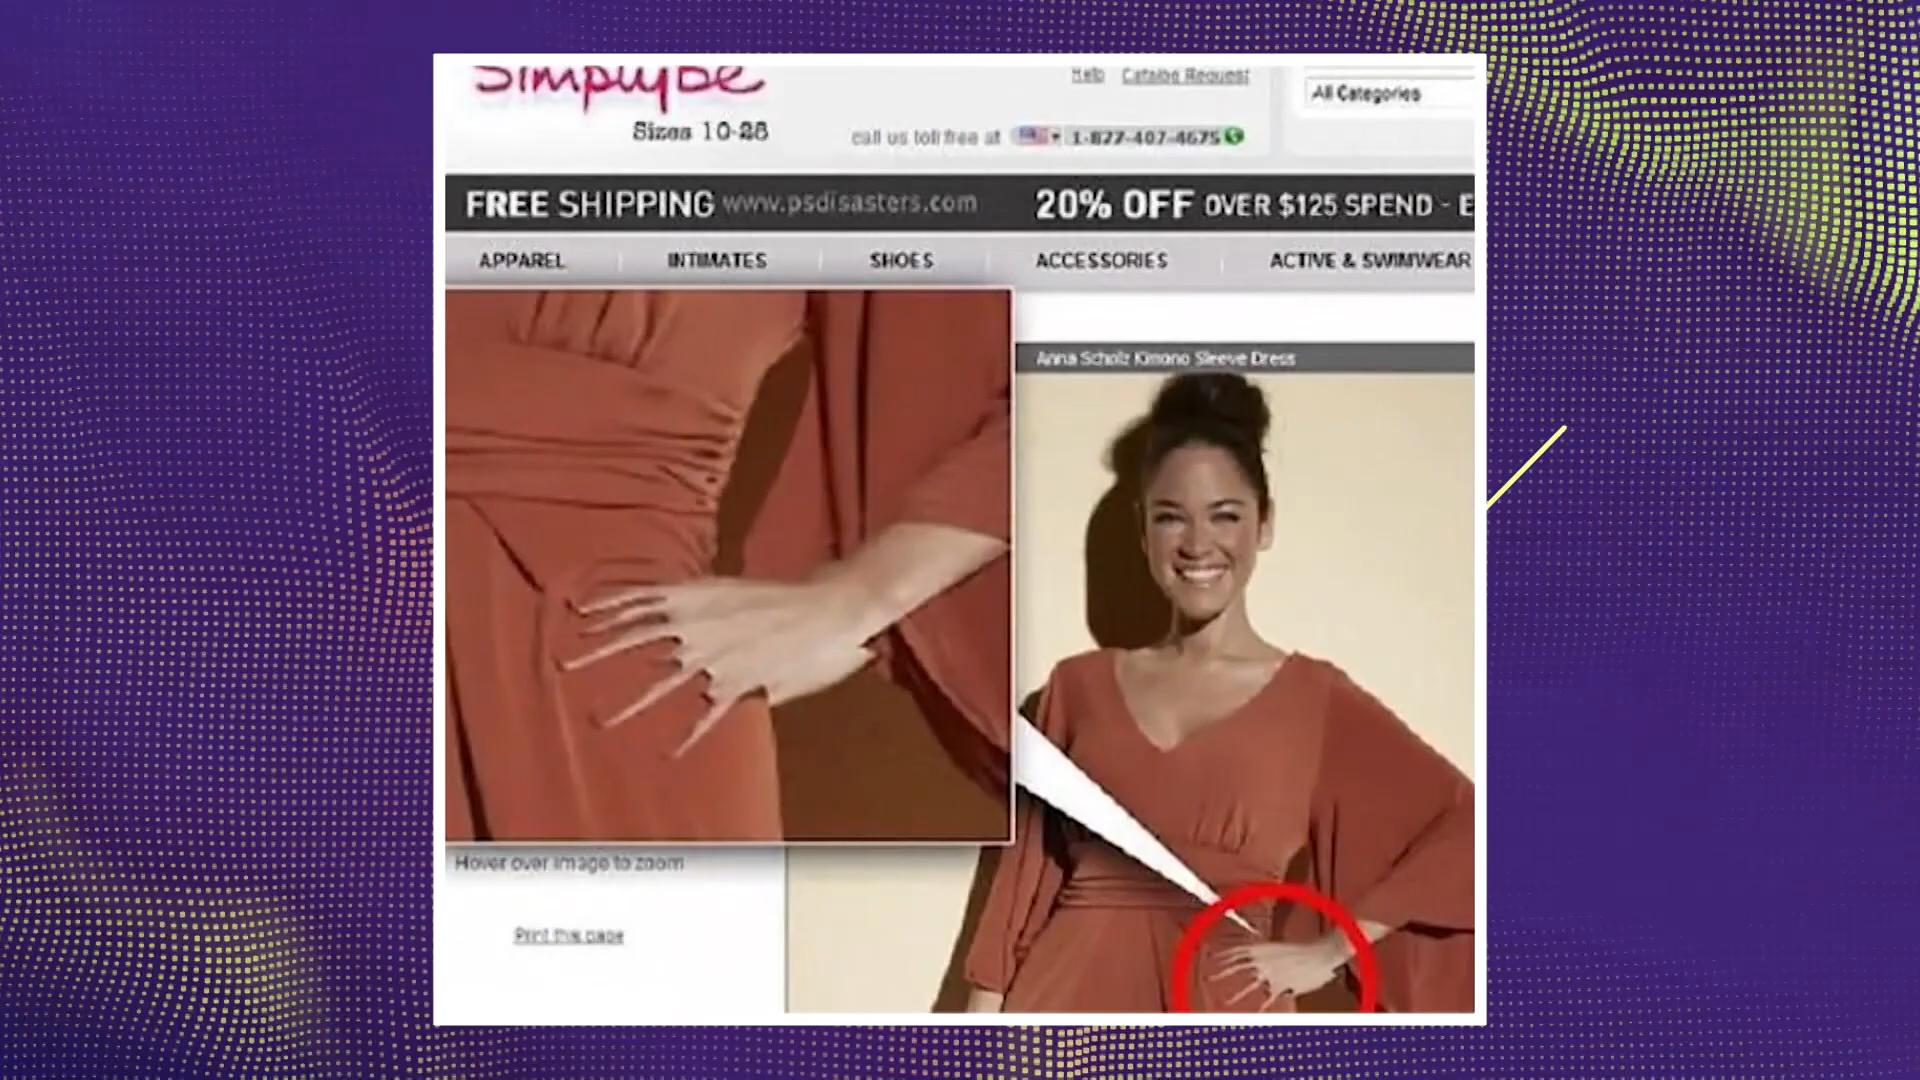 SimplyBe
Sizes 10-28
Help Catalog Request
call us toll free at 1-877-407-4675
All Categories
FREE SHIPPING www.psdisasters.com 20% OFF OVER $125 SPEND - E
APPAREL INTIMATES SHOES ACCESSORIES ACTIVE & SWIMWEAR
Anna Scholz Kimono Sleeve Dress
Hover over image to zoom
Print this page